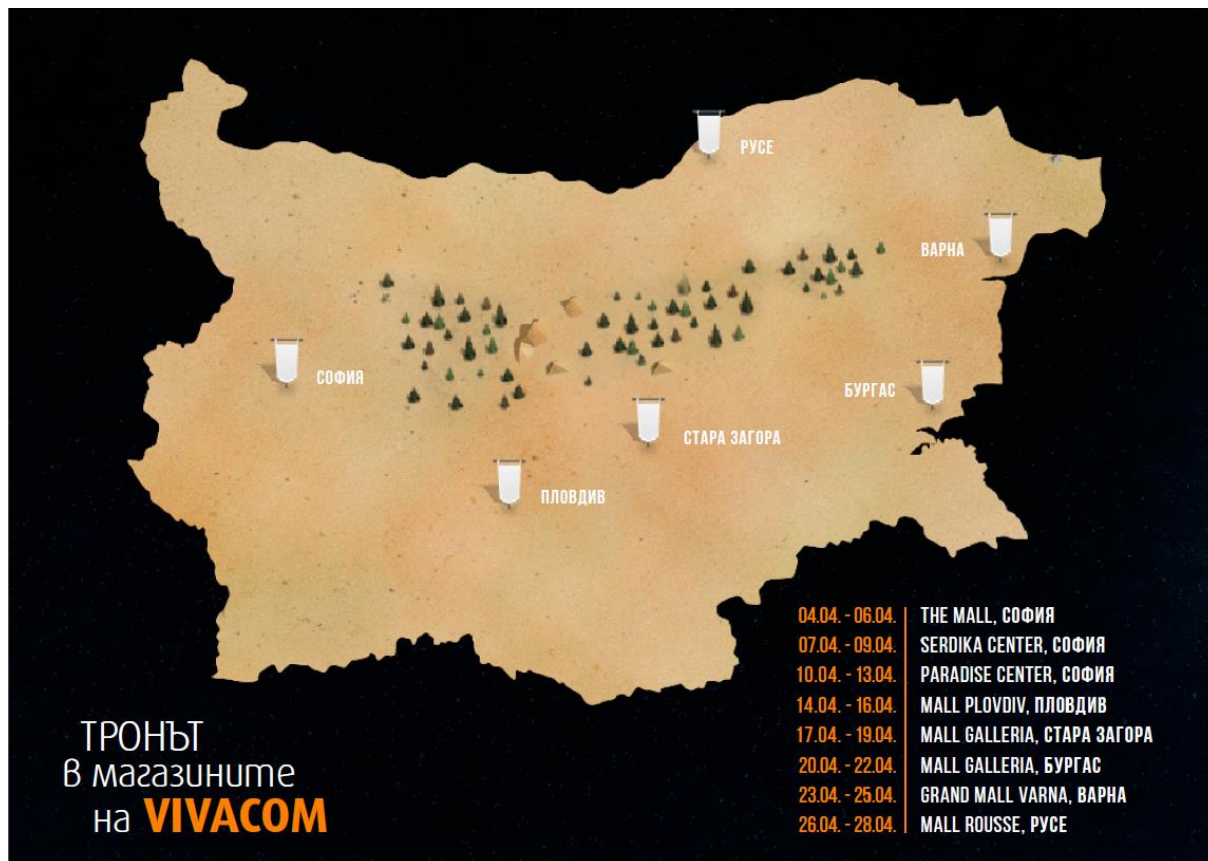 РУСЕ
ВАРНА
СОФИЯ
БУРГАС
СТАРА ЗАГОРА
ПЛОВДИВ
04.04. - 06.04. THE MALL, СОФИЯ
07.04. - 09.04. SERDIKA CENTER, СОФИЯ
10.04. - 13.04. PARADISE CENTER, СОФИЯ
14.04. - 16.04. MALL PLOVDIV, ПЛОВДИВ
17.04. - 19.04. MALL GALLERIA, СТАРА ЗАГОРА
20.04. - 22.04. MALL GALLERIA, БУРГАС
23.04. - 25.04. GRAND MALL VARNA, ВАРНА
26.04. - 28.04. MALL ROUSSE, РУСЕ
ТРОНЪТ
в магазините
на VIVACOM